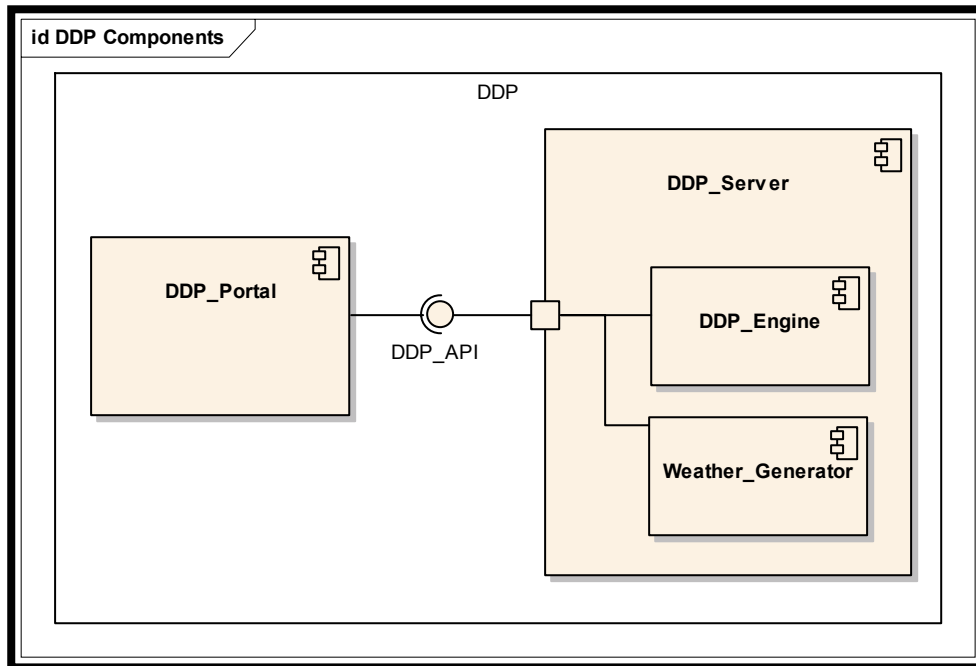 id DDP Components
DDP
DDP_Server
DDP_Portal
DDP_API
DDP_Engine
Weather_Generator